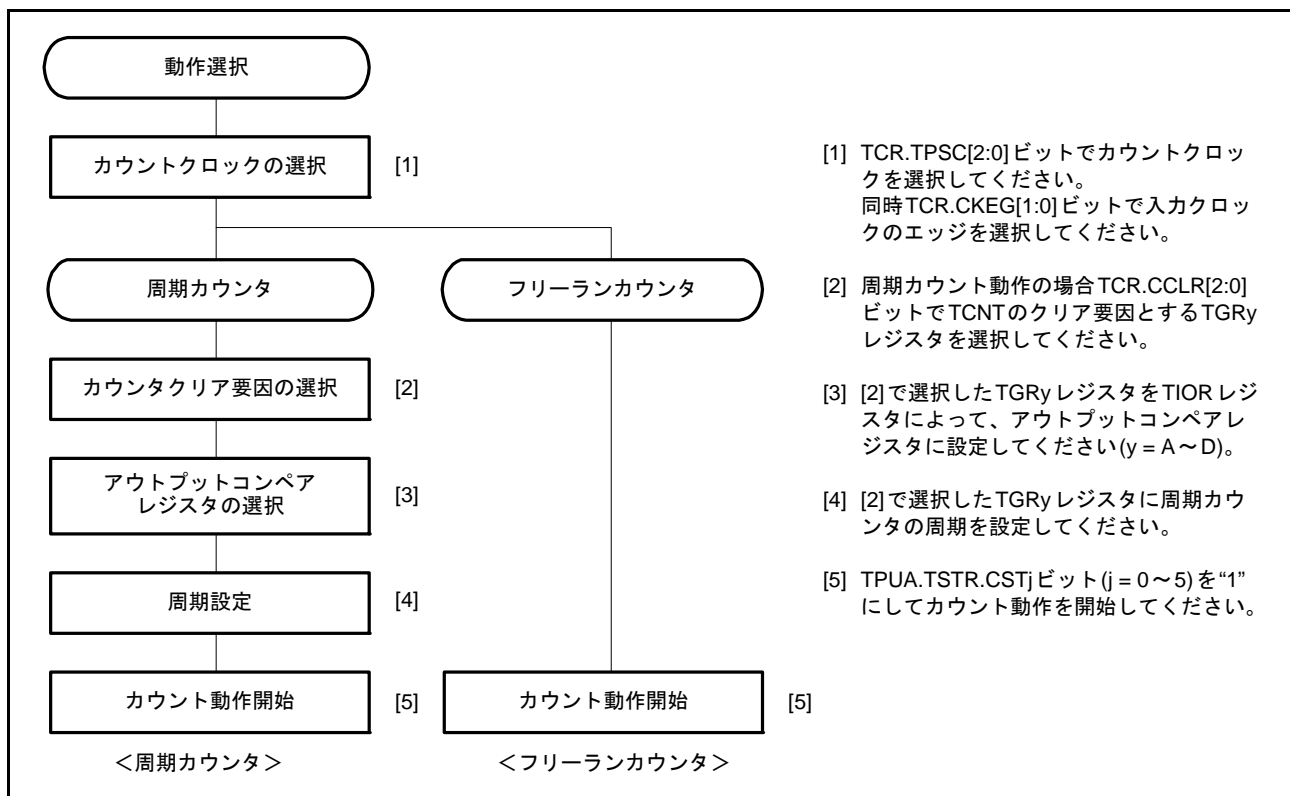 動作選択
カウントクロックの選択 [1]
周期カウンタ
フリーランカウンタ
カウンタクリア要因の選択 [2]
アウトプットコンペア
レジスタの選択 [3]
周期設定 [4]
カウント動作開始 [5]
カウント動作開始 [5]
＜周期カウンタ＞
＜フリーランカウンタ＞
[1] TCR.TPSC[2:0]ビットでカウントクロッ
クを選択してください。
同時TCR.CKEG[1:0]ビットで入力クロッ
クのエッジを選択してください。
[2] 周期カウント動作の場合TCR.CCLR[2:0]
ビットでTCNTのクリア要因とするTGRy
レジスタを選択してください。
[3] [2]で選択したTGRyレジスタをTIORレジ
スタによって、アウトプットコンペアレ
ジスタに設定してください(y = A～D)。
[4] [2]で選択したTGRyレジスタに周期カウ
ンタの周期を設定してください。
[5] TPUA.TSTR.CSTjビット(j = 0～5)を“1”
にしてカウント動作を開始してください。